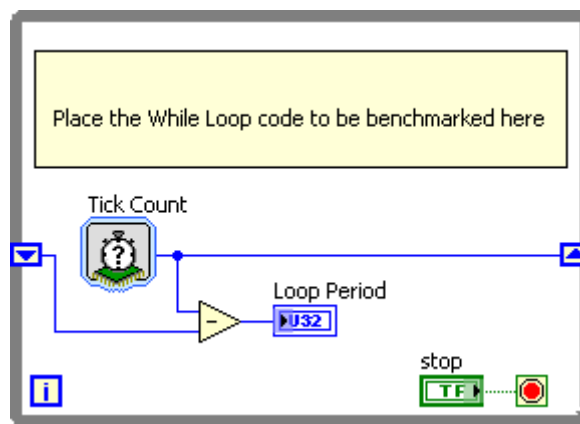 Place the While Loop code to be benchmarked here
Tick Count
?
Loop Period
-
U32
stop
i
TF